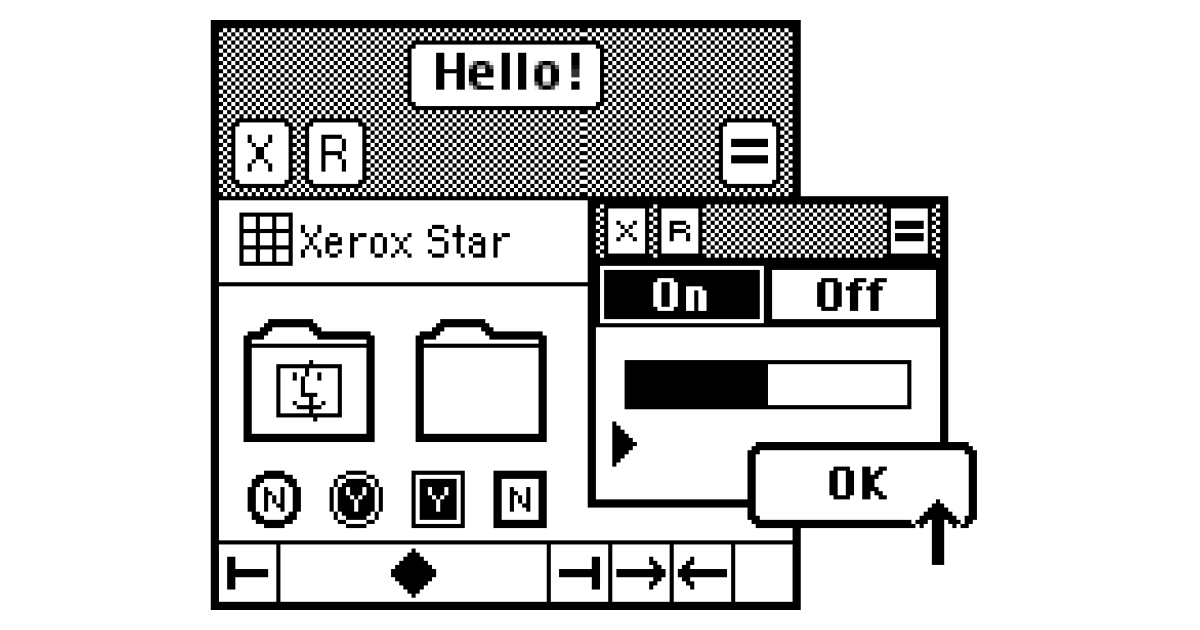 Hello!
X R
Xerox Star
X R
On Off
OK
N Y Y N